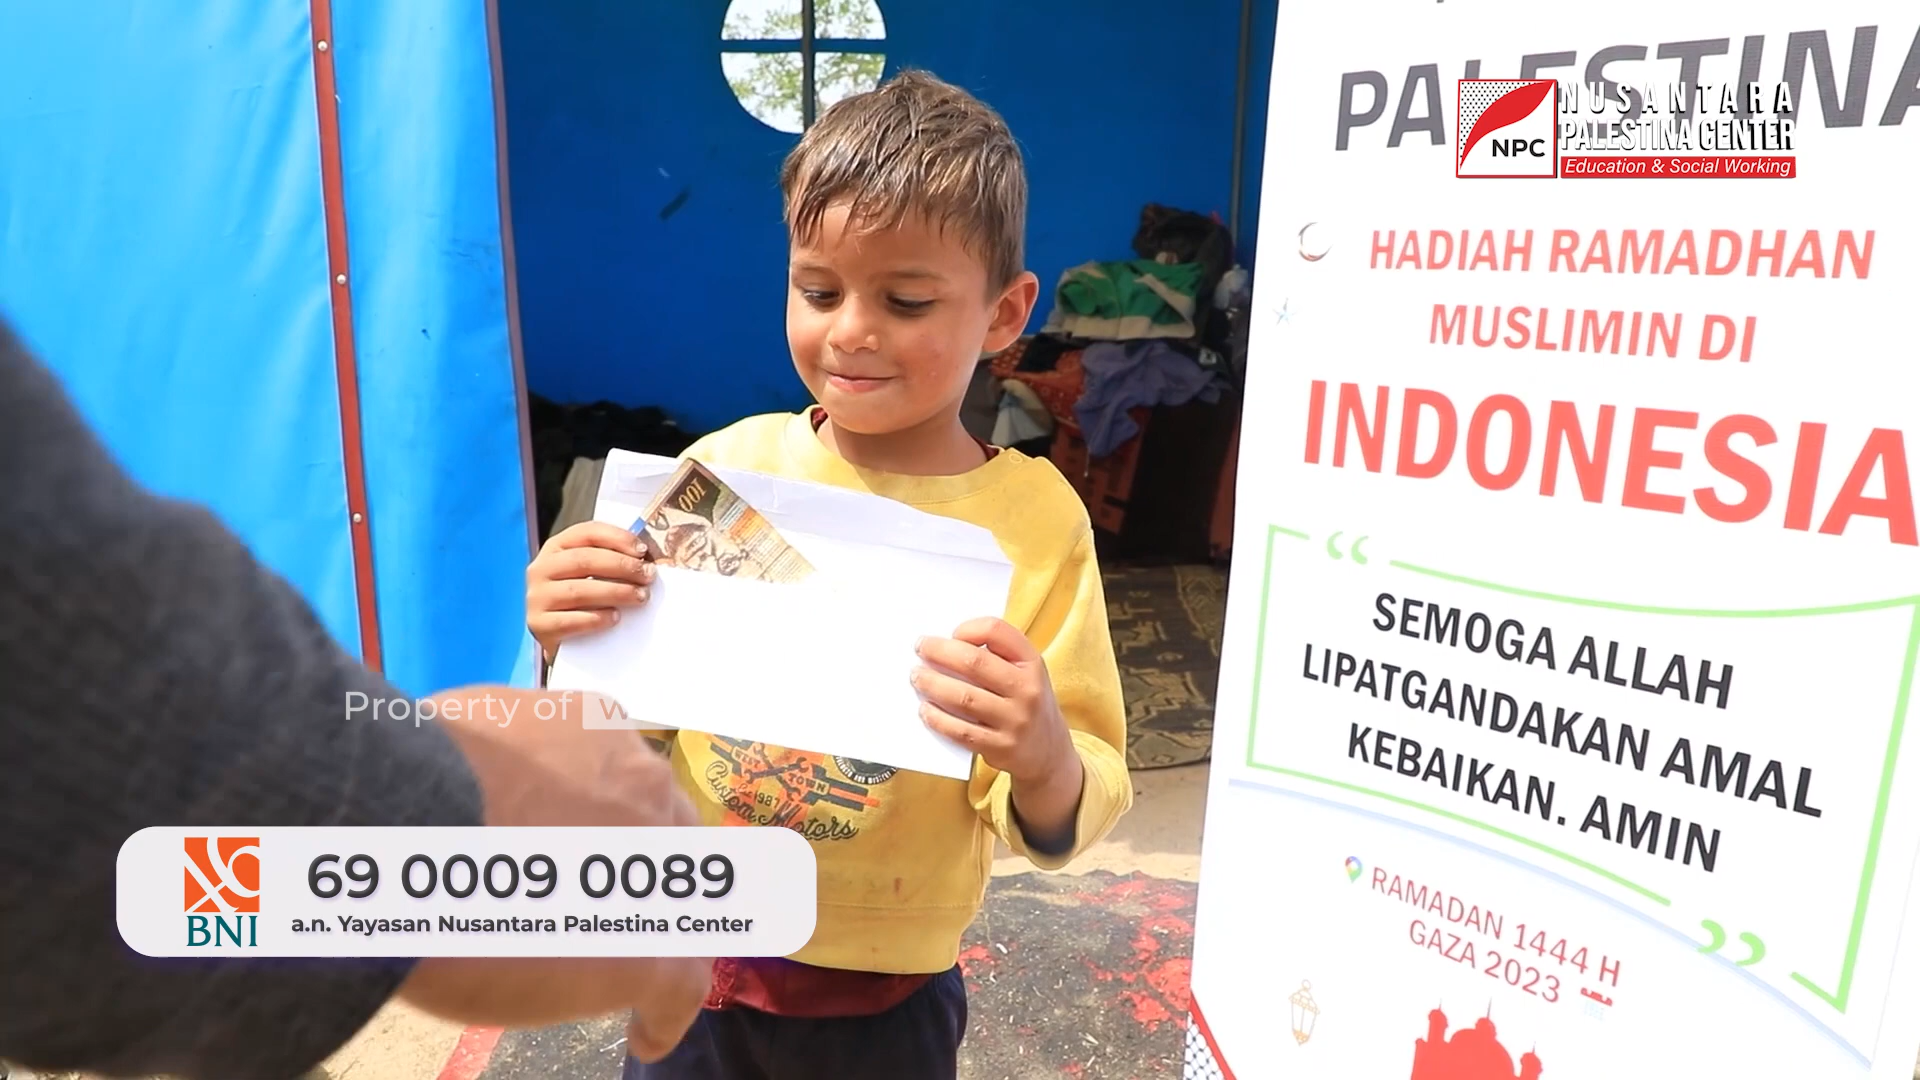 PALESTINA
NPC
NUSANTARA
PALESTINA CENTER
Education & Social Working
HADIAH RAMADHAN
MUSLIMIN DI
INDONESIA
“
SEMOGA ALLAH
LIPATGANDAKAN AMAL
KEBAIKAN. AMIN
”
RAMADAN 1444 H
GAZA 2023
100
Property of w
TEST TOWN
Custom Motors
1987
BNI
69 0009 0089
a.n. Yayasan Nusantara Palestina Center